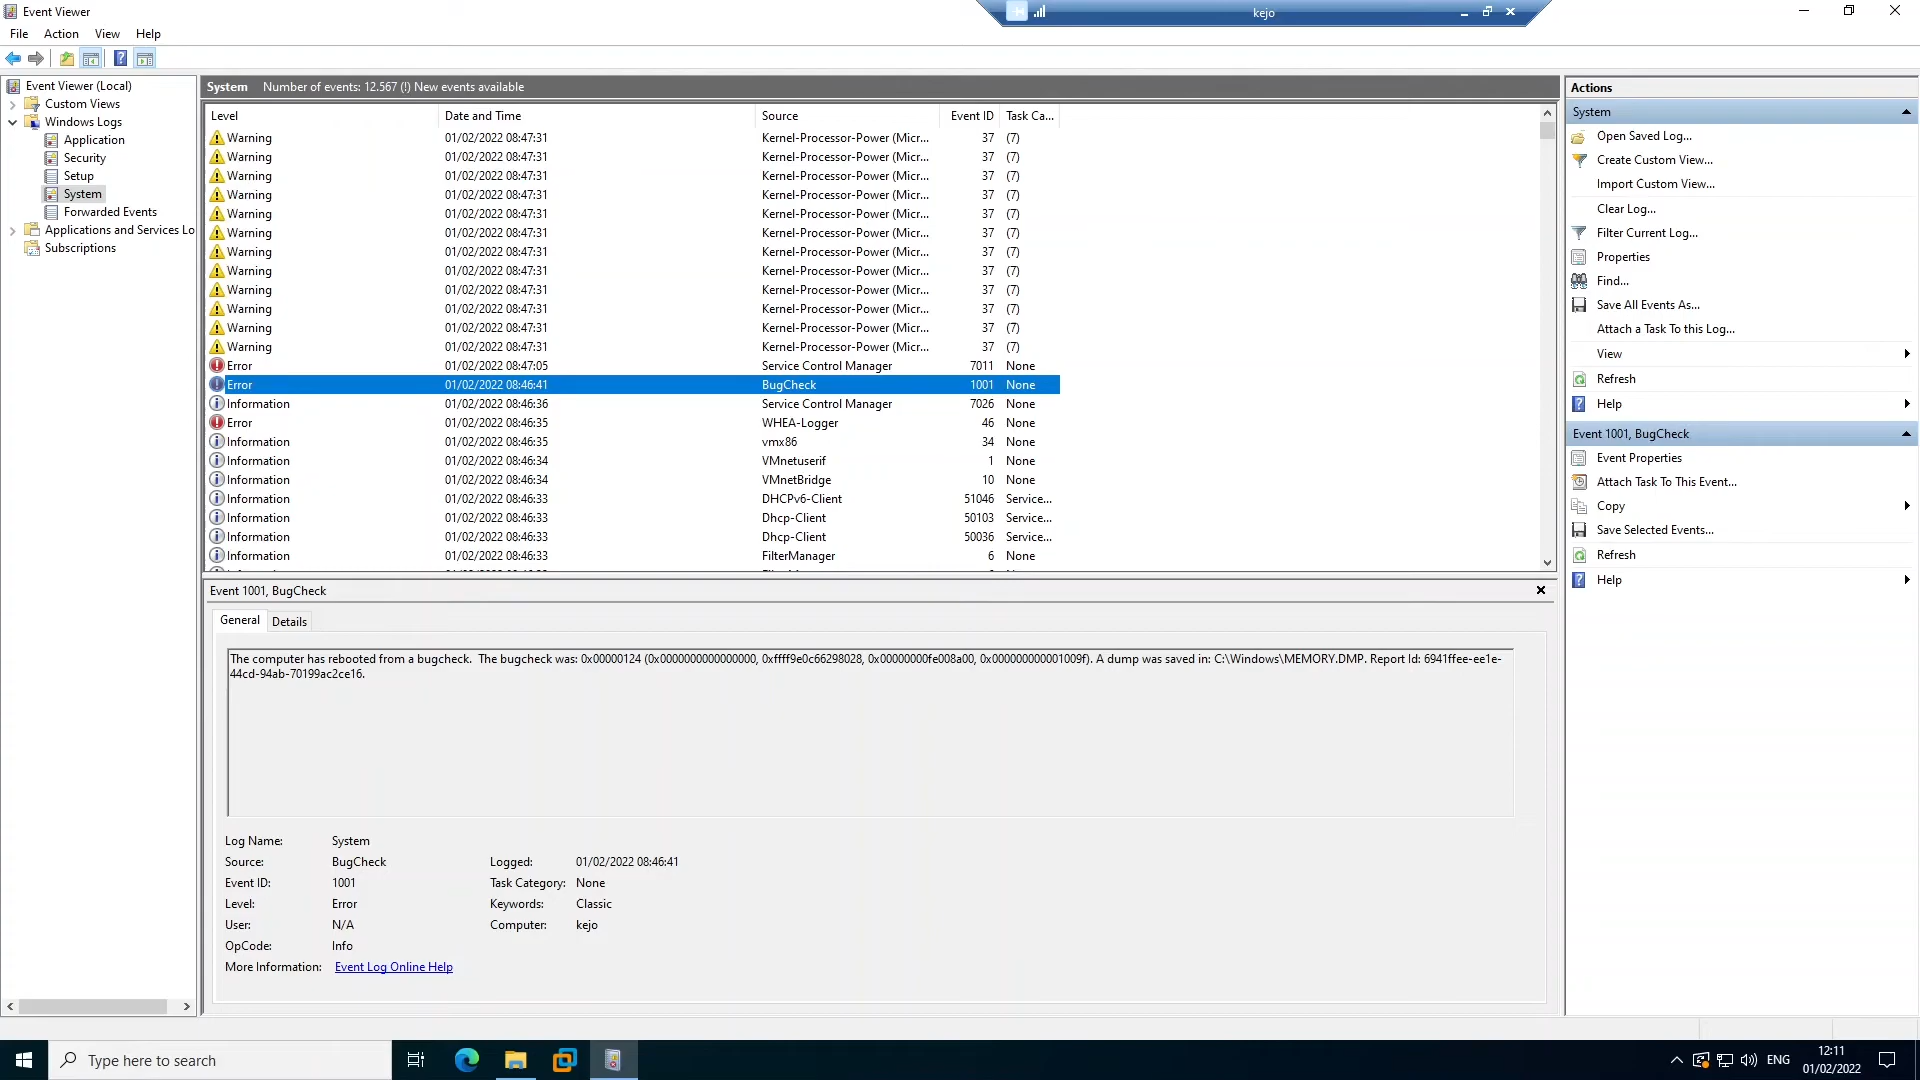 Event Viewer
kejo
File Action View Help
Event Viewer (Local)
Custom Views
Windows Logs
Application
Security
Setup
System
Forwarded Events
Applications and Services Lo
Subscriptions
System Number of events: 12.567 (!) New events available
Level Date and Time Source Event ID Task Ca...
Warning 01/02/2022 08:47:31 Kernel-Processor-Power (Micr... 37 (7)
Warning 01/02/2022 08:47:31 Kernel-Processor-Power (Micr... 37 (7)
Warning 01/02/2022 08:47:31 Kernel-Processor-Power (Micr... 37 (7)
Warning 01/02/2022 08:47:31 Kernel-Processor-Power (Micr... 37 (7)
Warning 01/02/2022 08:47:31 Kernel-Processor-Power (Micr... 37 (7)
Warning 01/02/2022 08:47:31 Kernel-Processor-Power (Micr... 37 (7)
Warning 01/02/2022 08:47:31 Kernel-Processor-Power (Micr... 37 (7)
Warning 01/02/2022 08:47:31 Kernel-Processor-Power (Micr... 37 (7)
Warning 01/02/2022 08:47:31 Kernel-Processor-Power (Micr... 37 (7)
Warning 01/02/2022 08:47:31 Kernel-Processor-Power (Micr... 37 (7)
Warning 01/02/2022 08:47:31 Kernel-Processor-Power (Micr... 37 (7)
Warning 01/02/2022 08:47:31 Kernel-Processor-Power (Micr... 37 (7)
Error 01/02/2022 08:47:05 Service Control Manager 7011 None
Error 01/02/2022 08:46:41 BugCheck 1001 None
Information 01/02/2022 08:46:36 Service Control Manager 7026 None
Error 01/02/2022 08:46:35 WHEA-Logger 46 None
Information 01/02/2022 08:46:35 vmx86 34 None
Information 01/02/2022 08:46:34 VMnetuserif 1 None
Information 01/02/2022 08:46:34 VMnetBridge 10 None
Information 01/02/2022 08:46:33 DHCPv6-Client 51046 Service...
Information 01/02/2022 08:46:33 Dhcp-Client 50103 Service...
Information 01/02/2022 08:46:33 Dhcp-Client 50036 Service...
Information 01/02/2022 08:46:33 FilterManager 6 None
Event 1001, BugCheck
General Details
The computer has rebooted from a bugcheck.  The bugcheck was: 0x00000124 (0x0000000000000000, 0xffff9e0c66298028, 0x00000000fe008a00, 0x000000000001009f). A dump was saved in: C:\Windows\MEMORY.DMP. Report Id: 6941ffee-ee1e-
44cd-94ab-70199ac2ce16.
Log Name: System
Source: BugCheck Logged: 01/02/2022 08:46:41
Event ID: 1001 Task Category: None
Level: Error Keywords: Classic
User: N/A Computer: kejo
OpCode: Info
More Information: Event Log Online Help
Actions
System
Open Saved Log...
Create Custom View...
Import Custom View...
Clear Log...
Filter Current Log...
Properties
Find...
Save All Events As...
Attach a Task To this Log...
View
Refresh
Help
Event 1001, BugCheck
Event Properties
Attach Task To This Event...
Copy
Save Selected Events...
Refresh
Help
Type here to search
ENG
12:11
01/02/2022